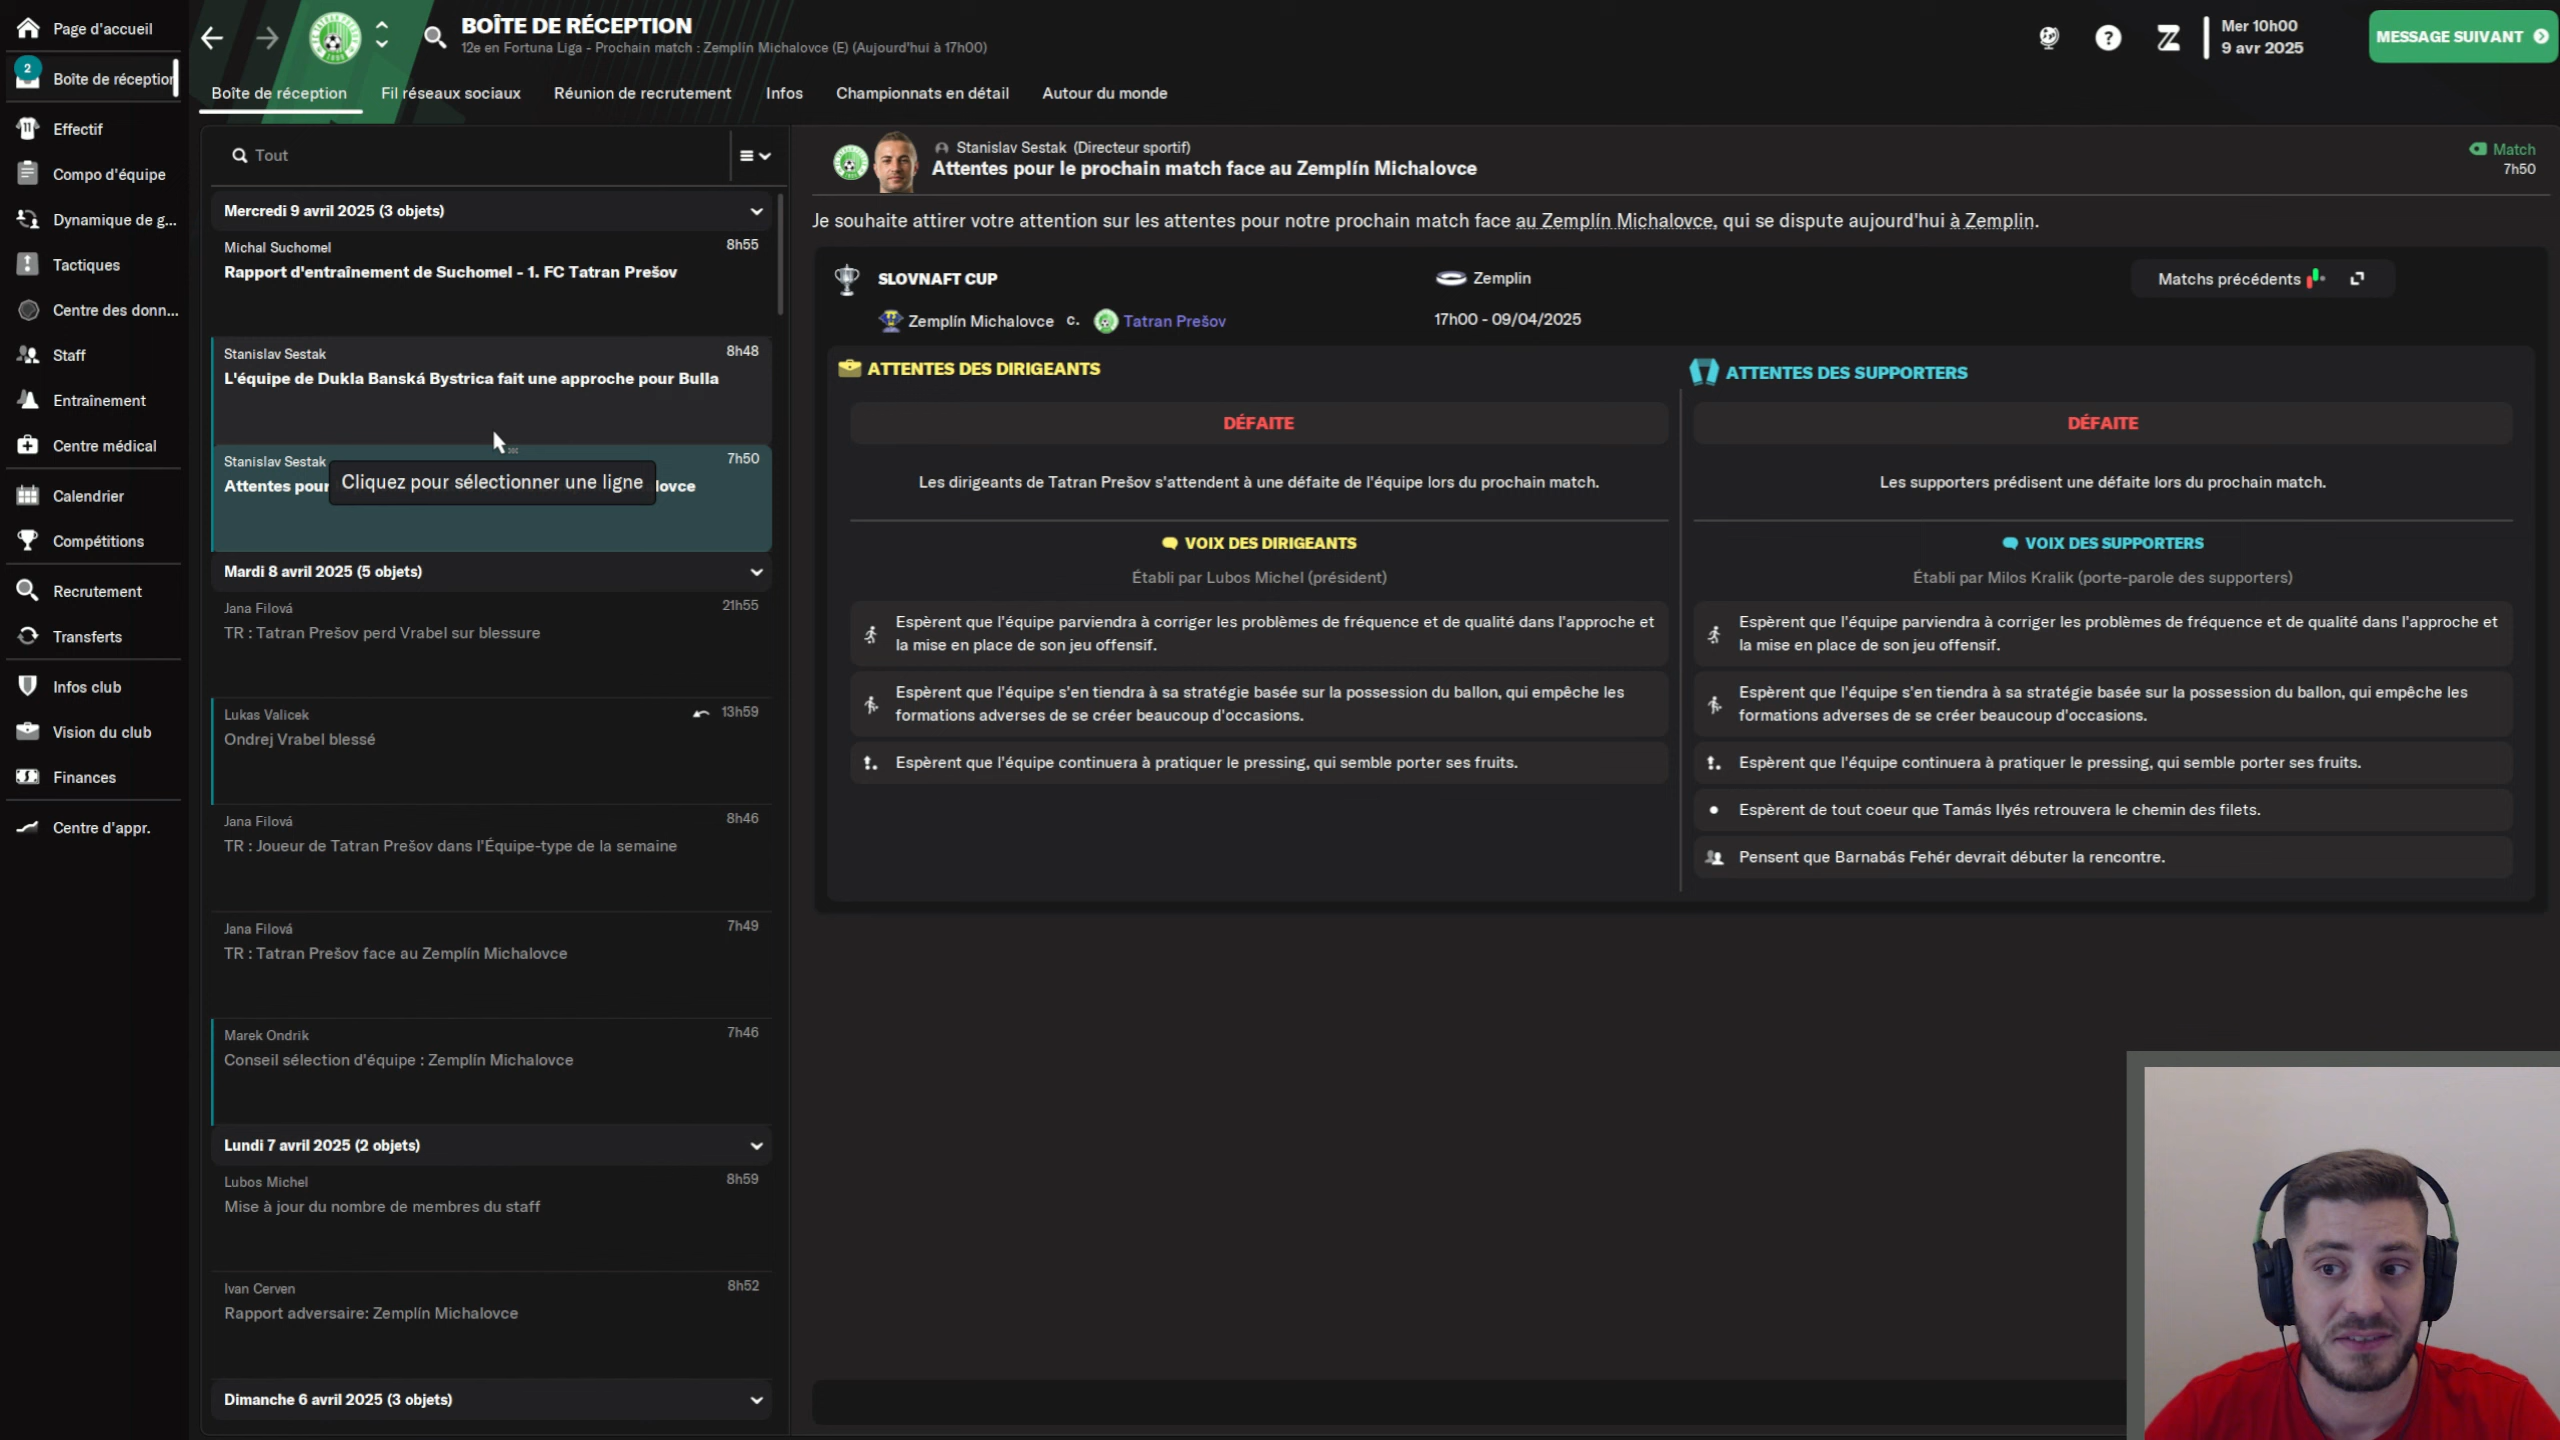 Page d'accueil
2
Boîte de réception
Effectif
Compo d'équipe
Dynamique de g...
Tactiques
Centre des donn...
Staff
Entraînement
Centre médical
Calendrier
Compétitions
Recrutement
Transferts
Infos club
Vision du club
Finances
Centre d'appr.
BOÎTE DE RÉCEPTION
12e en Fortuna Liga - Prochain match : Zemplín Michalovce (E) (Aujourd'hui à 17h00)
Mer 10h00
9 avr 2025
MESSAGE SUIVANT
Boîte de réception
Fil réseaux sociaux
Réunion de recrutement
Infos
Championnats en détail
Autour du monde
Tout
Mercredi 9 avril 2025 (3 objets)
Michal Suchomel 8h55
Rapport d'entraînement de Suchomel - 1. FC Tatran Prešov
Stanislav Sestak 8h48
L'équipe de Dukla Banská Bystrica fait une approche pour Bulla
Stanislav Sestak 7h50
Attentes pour
lovce
Cliquez pour sélectionner une ligne
Mardi 8 avril 2025 (5 objets)
Jana Filová 21h55
TR : Tatran Prešov perd Vrabel sur blessure
Lukas Valicek 13h59
Ondrej Vrabel blessé
Jana Filová 8h46
TR : Joueur de Tatran Prešov dans l'Équipe-type de la semaine
Jana Filová 7h49
TR : Tatran Prešov face au Zemplín Michalovce
Marek Ondrik 7h46
Conseil sélection d'équipe : Zemplín Michalovce
Lundi 7 avril 2025 (2 objets)
Lubos Michel 8h59
Mise à jour du nombre de membres du staff
Ivan Cerven 8h52
Rapport adversaire: Zemplín Michalovce
Dimanche 6 avril 2025 (3 objets)
Stanislav Sestak (Directeur sportif)
Attentes pour le prochain match face au Zemplín Michalovce
Match
7h50
Je souhaite attirer votre attention sur les attentes pour notre prochain match face au Zemplín Michalovce, qui se dispute aujourd'hui à Zemplin.
SLOVNAFT CUP
Zemplin
Matchs précédents
Zemplín Michalovce c. Tatran Prešov
17h00 - 09/04/2025
ATTENTES DES DIRIGEANTS
DÉFAITE
Les dirigeants de Tatran Prešov s'attendent à une défaite de l'équipe lors du prochain match.
VOIX DES DIRIGEANTS
Établi par Lubos Michel (président)
Espèrent que l'équipe parviendra à corriger les problèmes de fréquence et de qualité dans l'approche et
la mise en place de son jeu offensif.
Espèrent que l'équipe s'en tiendra à sa stratégie basée sur la possession du ballon, qui empêche les
formations adverses de se créer beaucoup d'occasions.
Espèrent que l'équipe continuera à pratiquer le pressing, qui semble porter ses fruits.
ATTENTES DES SUPPORTERS
DÉFAITE
Les supporters prédisent une défaite lors du prochain match.
VOIX DES SUPPORTERS
Établi par Milos Kralik (porte-parole des supporters)
Espèrent que l'équipe parviendra à corriger les problèmes de fréquence et de qualité dans l'approche et
la mise en place de son jeu offensif.
Espèrent que l'équipe s'en tiendra à sa stratégie basée sur la possession du ballon, qui empêche les
formations adverses de se créer beaucoup d'occasions.
Espèrent que l'équipe continuera à pratiquer le pressing, qui semble porter ses fruits.
Espèrent de tout coeur que Tamás Ilyés retrouvera le chemin des filets.
Pensent que Barnabás Fehér devrait débuter la rencontre.